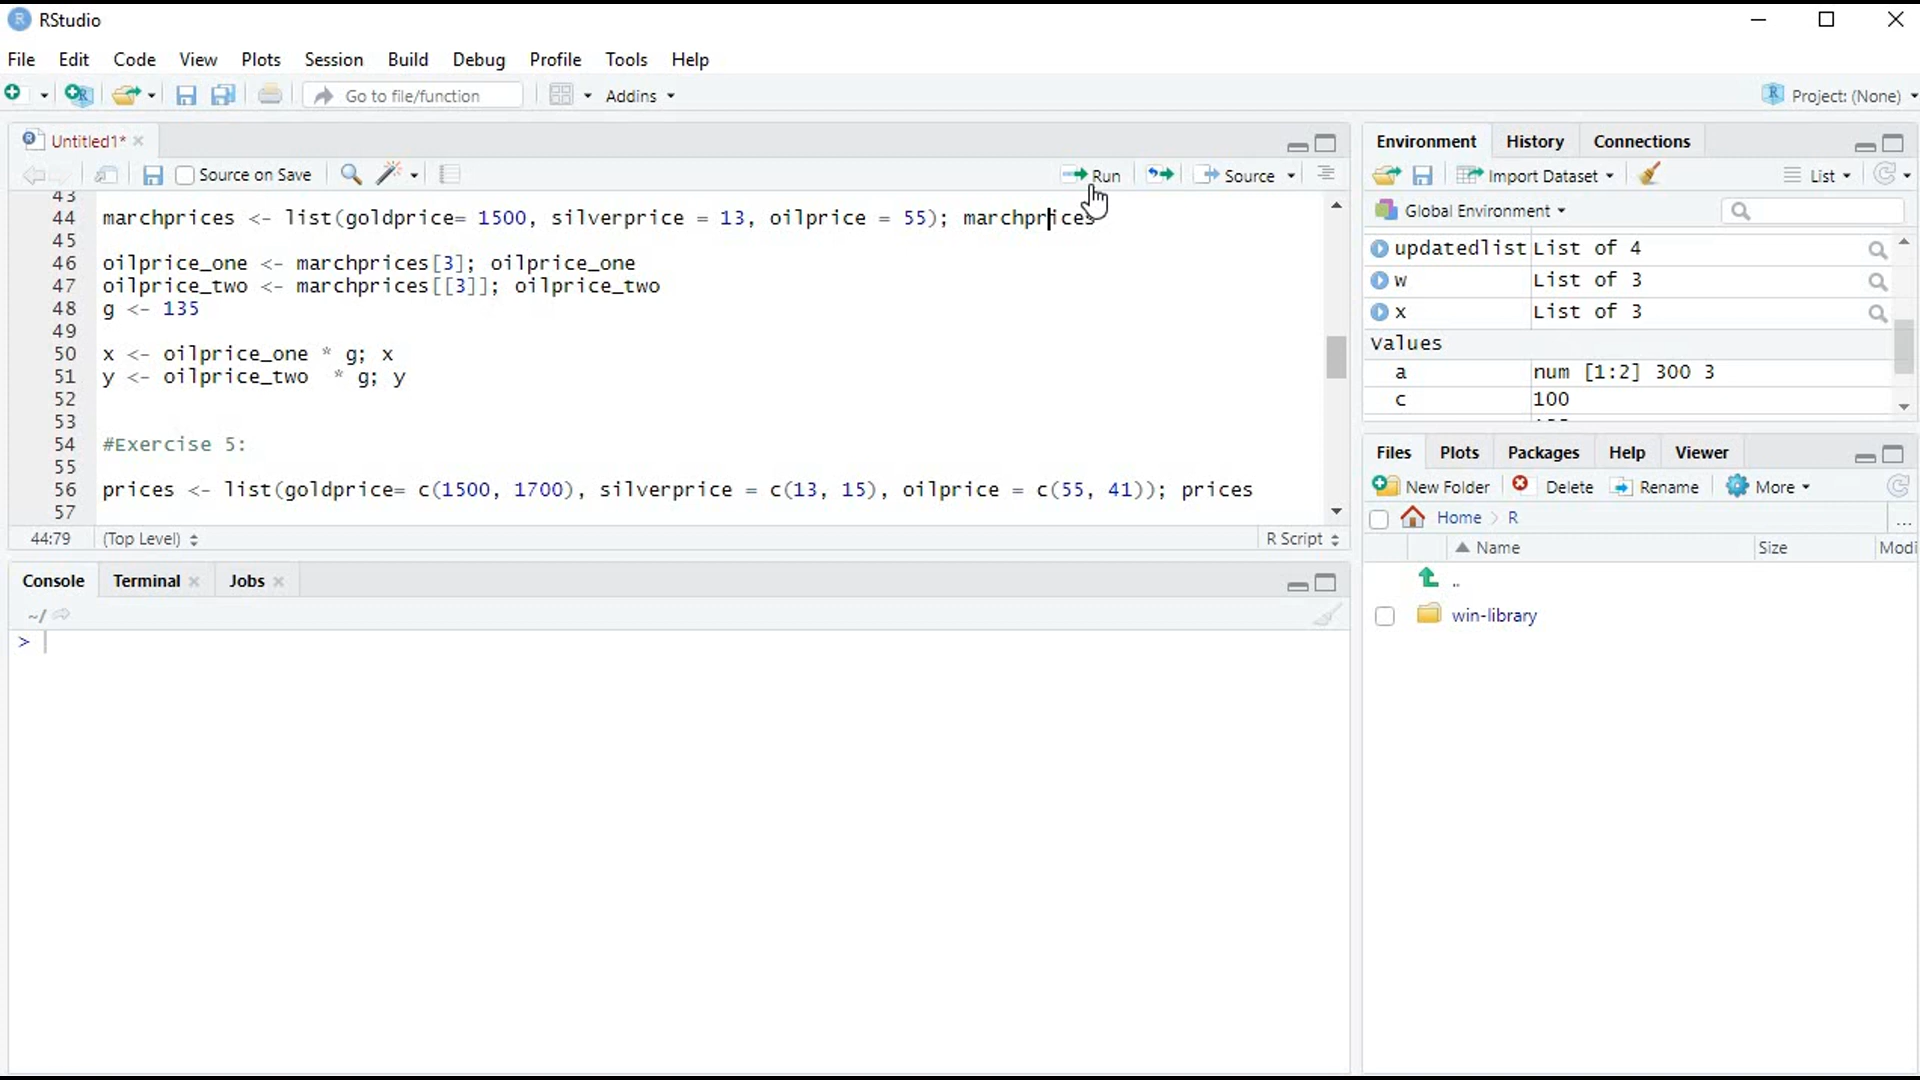 RStudio
File Edit Code View Plots Session Build Debug Profile Tools Help
Go to file/function Addins Project: (None)
Untitled1*
Source on Save Run Source
43
44 marchprices <- list(goldprice= 1500, silverprice = 13, oilprice = 55); marchprices
45
46 oilprice_one <- marchprices[3]; oilprice_one
47 oilprice_two <- marchprices[[3]]; oilprice_two
48 g <- 135
49
50 x <- oilprice_one * g; x
51 y <- oilprice_two  * g; y
52
53
54 #Exercise 5:
55
56 prices <- list(goldprice= c(1500, 1700), silverprice = c(13, 15), oilprice = c(55, 41)); prices
57
44:79 (Top Level) R Script
Console Terminal Jobs
~/
>
Environment History Connections
Import Dataset List
Global Environment
updatedlist List of 4
w List of 3
x List of 3
values
a num [1:2] 300 3
c 100
Files Plots Packages Help Viewer
New Folder Delete Rename More
Home R ...
Name Size Modi
..
win-library